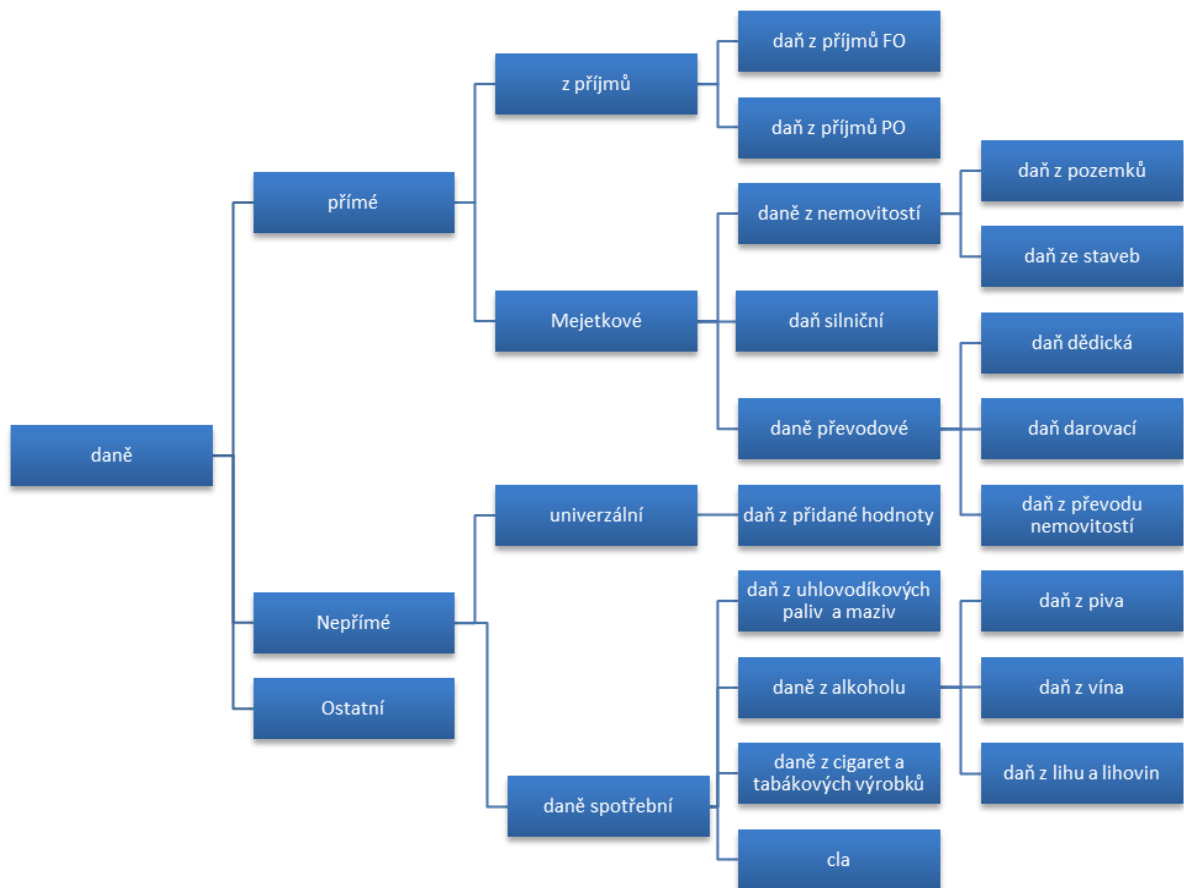 daň z příjmů FO
z příjmů
daň z příjmů PO
daň z pozemků
přímé
daně z nemovitostí
daň ze staveb
Mejetkové
daň silniční
daň dědická
daně převodové
daň darovací
daně
univerzální
daň z přidané hodnoty
daň z převodu
nemovitostí
daň z uhlovodíkových
paliv a maziv
daň z piva
Nepřímé
daně z alkoholu
daň z vína
Ostatní
daně z cigaret a
tabákových výrobků
daň z lihu a lihovin
daně spotřební
cla